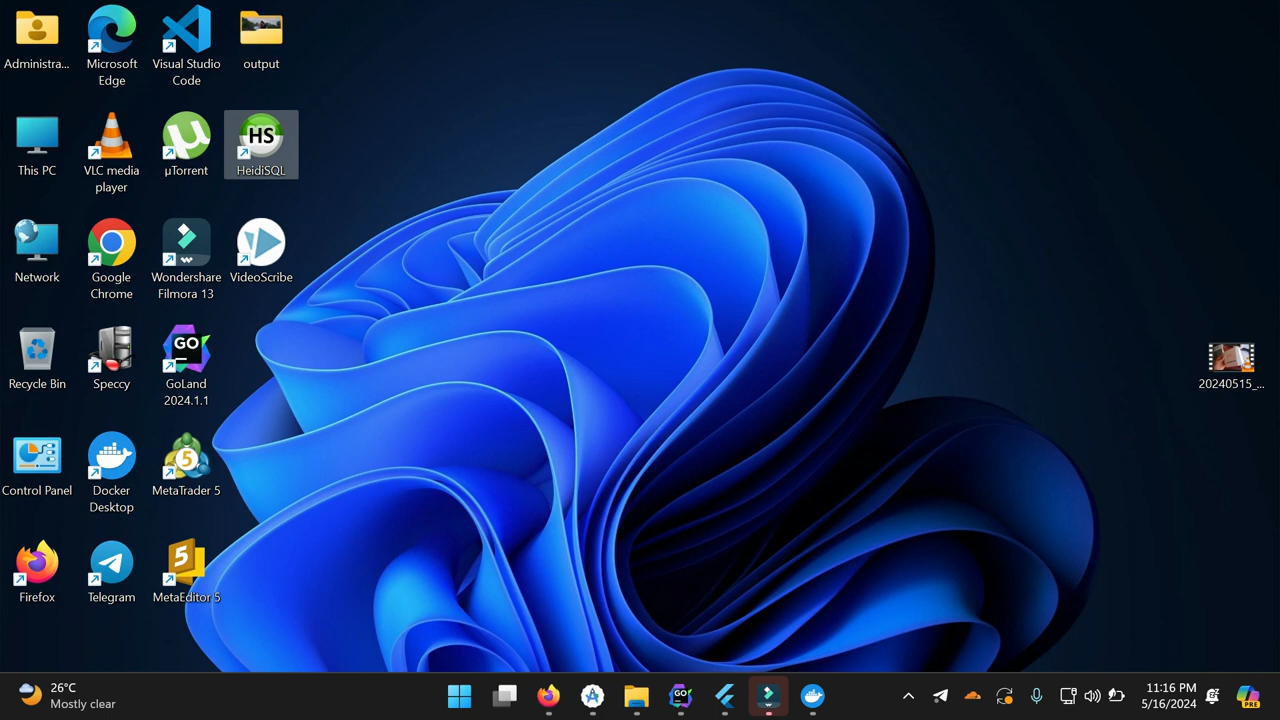 Administra...
Microsoft
Edge
Visual Studio
Code
output
This PC
VLC media
player
µTorrent
HS
HeidiSQL
Network
Google
Chrome
Wondershare
Filmora 13
VideoScribe
Recycle Bin
Speccy
GO
GoLand
2024.1.1
20240515_...
Control Panel
Docker
Desktop
5
MetaTrader 5
Firefox
Telegram
5
MetaEditor 5
26°C
Mostly clear
GO
11:16 PM
5/16/2024
PRE